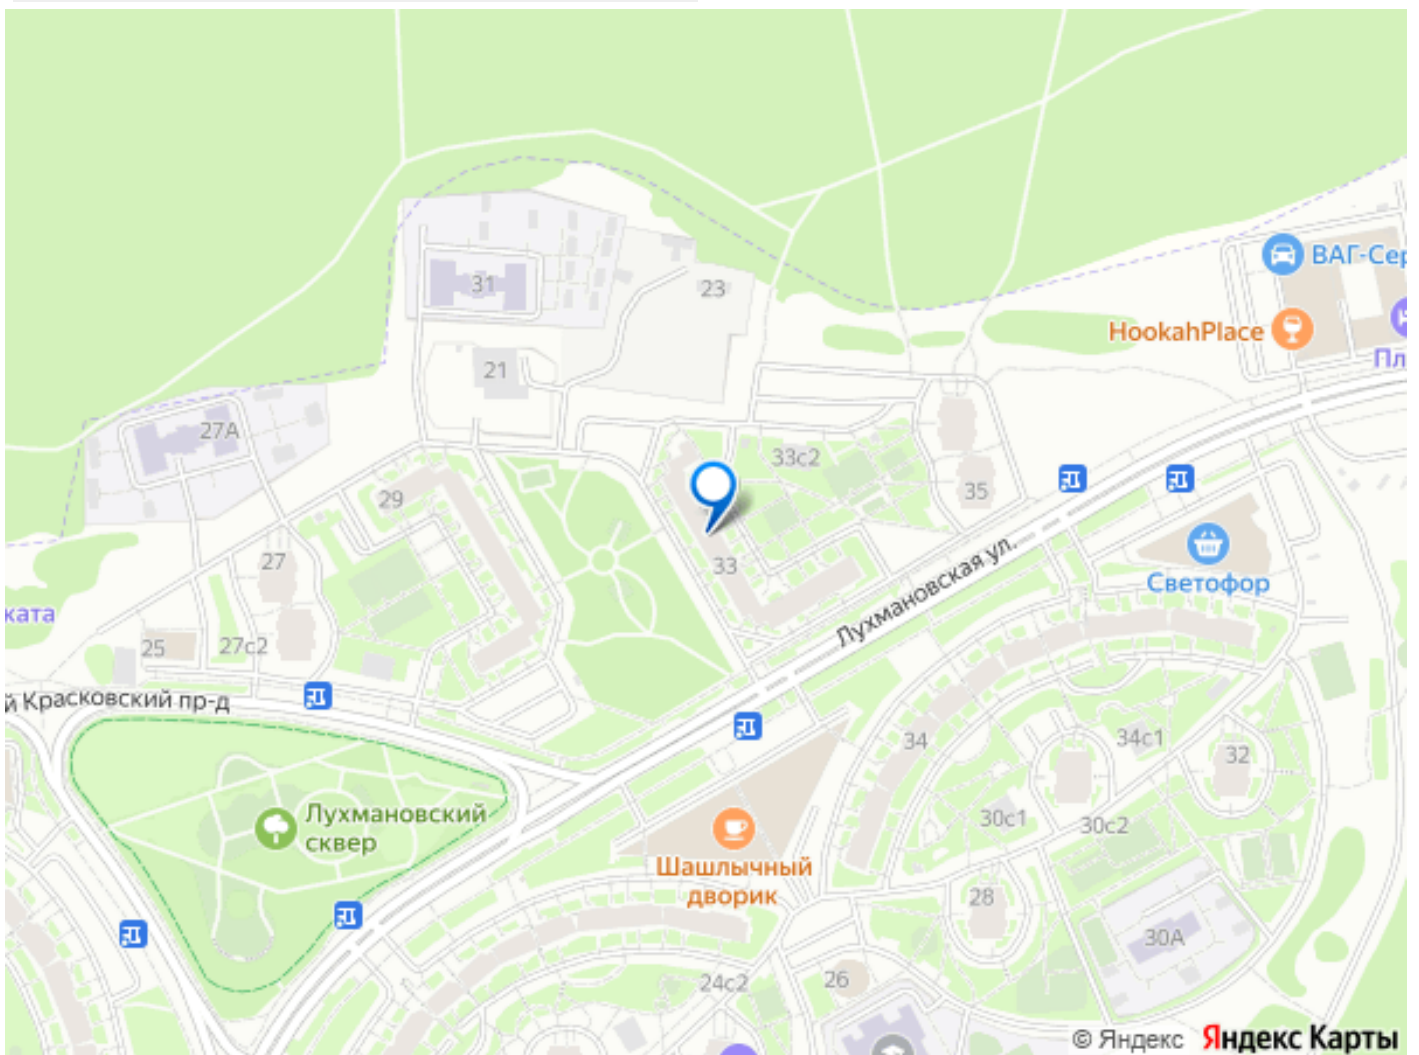 ВАГ-Сер
HookahPlace
Пл
31
23
21
27А
33с2
29
35
33
27
Светофор
Лухмановская ул.
ката
25
27с2
й Красковский пр-д
34
34с1
32
Лухмановский
сквер
30с1
30с2
Шашлычный
дворик
28
30А
24с2
26
© Яндекс Яндекс Карты